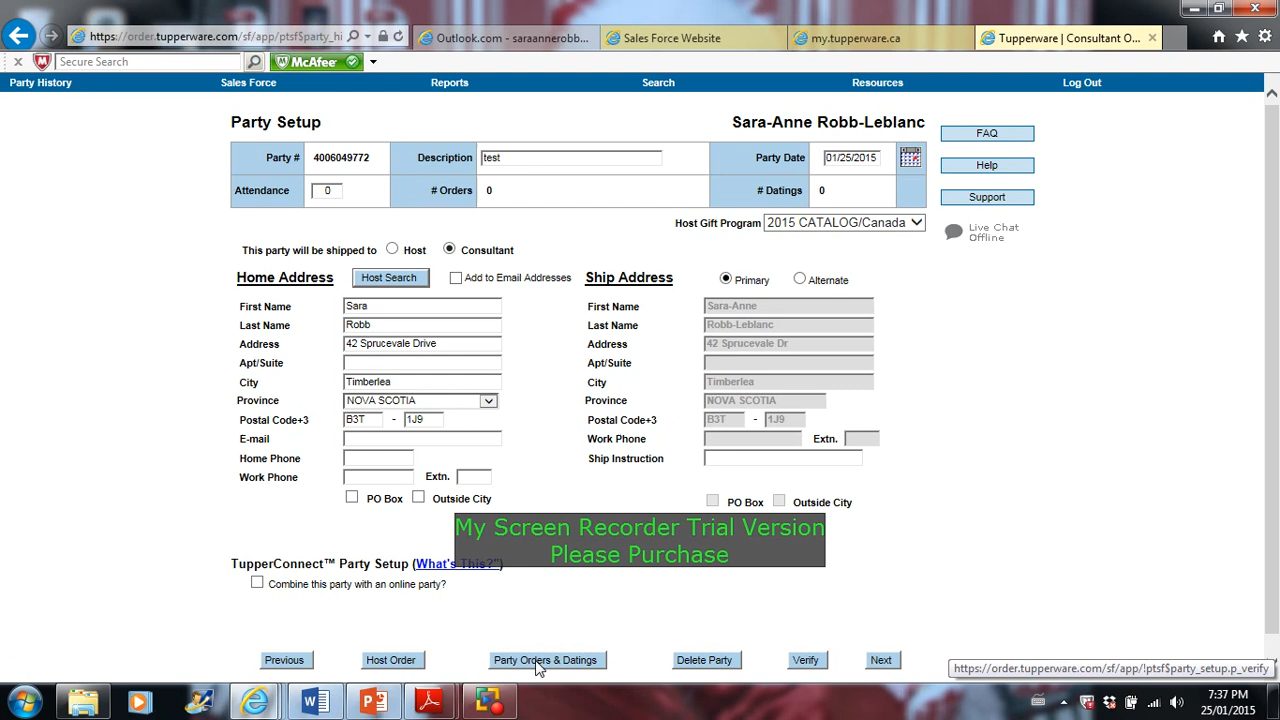 https://order.tupperware.com/sf/app/ptsf$party_hi
Outlook.com - saraannerobb...
Sales Force Website
my.tupperware.ca
Tupperware | Consultant O...
Secure Search
McAfee
Party History Sales Force Reports Search Resources Log Out
Party Setup Sara-Anne Robb-Leblanc
FAQ
Party # 4006049772 Description test Party Date 01/25/2015
Help
Attendance 0 # Orders 0 # Datings 0
Support
Host Gift Program 2015 CATALOG/Canada
Live Chat
Offline
This party will be shipped to Host Consultant
Home Address Host Search Add to Email Addresses Ship Address Primary Alternate
First Name Sara First Name Sara-Anne
Last Name Robb Last Name Robb-Leblanc
Address 42 Sprucevale Drive Address 42 Sprucevale Dr
Apt/Suite Apt/Suite
City Timberlea City Timberlea
Province NOVA SCOTIA Province NOVA SCOTIA
Postal Code+3 B3T - 1J9 Postal Code+3 B3T - 1J9
E-mail Work Phone Extn.
Home Phone Ship Instruction
Work Phone Extn.
PO Box Outside City PO Box Outside City
My Screen Recorder Trial Version
Please Purchase
TupperConnect™ Party Setup (What's This?")
Combine this party with an online party?
Previous Host Order Party Orders & Datings Delete Party Verify Next
https://order.tupperware.com/sf/app/!ptsf$party_setup.p_verify
7:37 PM
25/01/2015